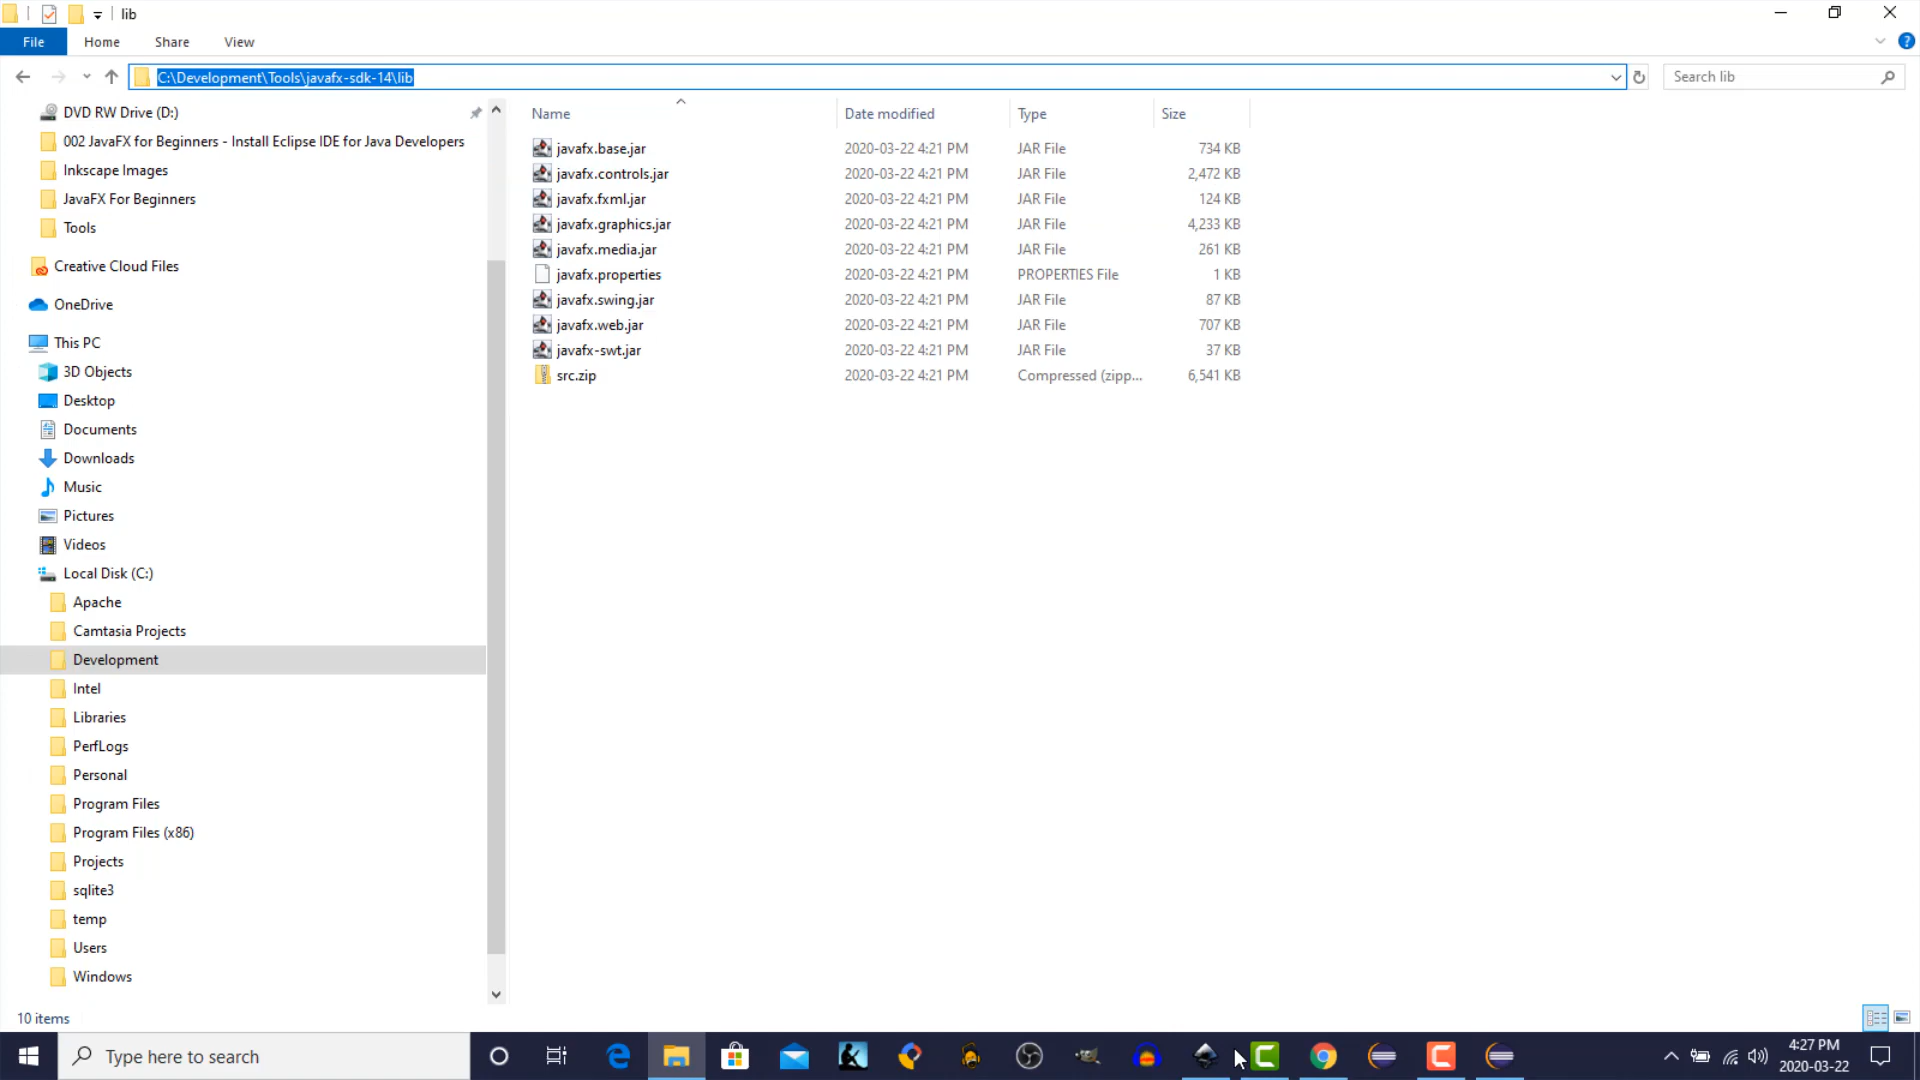 lib
File Home Share View
C:\Development\Tools\javafx-sdk-14\lib
Search lib
DVD RW Drive (D:)
002 JavaFX for Beginners - Install Eclipse IDE for Java Developers
Inkscape Images
JavaFX For Beginners
Tools
Creative Cloud Files
OneDrive
This PC
3D Objects
Desktop
Documents
Downloads
Music
Pictures
Videos
Local Disk (C:)
Apache
Camtasia Projects
Development
Intel
Libraries
PerfLogs
Personal
Program Files
Program Files (x86)
Projects
sqlite3
temp
Users
Windows
Name Date modified Type Size
javafx.base.jar 2020-03-22 4:21 PM JAR File 734 KB
javafx.controls.jar 2020-03-22 4:21 PM JAR File 2,472 KB
javafx.fxml.jar 2020-03-22 4:21 PM JAR File 124 KB
javafx.graphics.jar 2020-03-22 4:21 PM JAR File 4,233 KB
javafx.media.jar 2020-03-22 4:21 PM JAR File 261 KB
javafx.properties 2020-03-22 4:21 PM PROPERTIES File 1 KB
javafx.swing.jar 2020-03-22 4:21 PM JAR File 87 KB
javafx.web.jar 2020-03-22 4:21 PM JAR File 707 KB
javafx-swt.jar 2020-03-22 4:21 PM JAR File 37 KB
src.zip 2020-03-22 4:21 PM Compressed (zipp... 6,541 KB
10 items
Type here to search
4:27 PM
2020-03-22